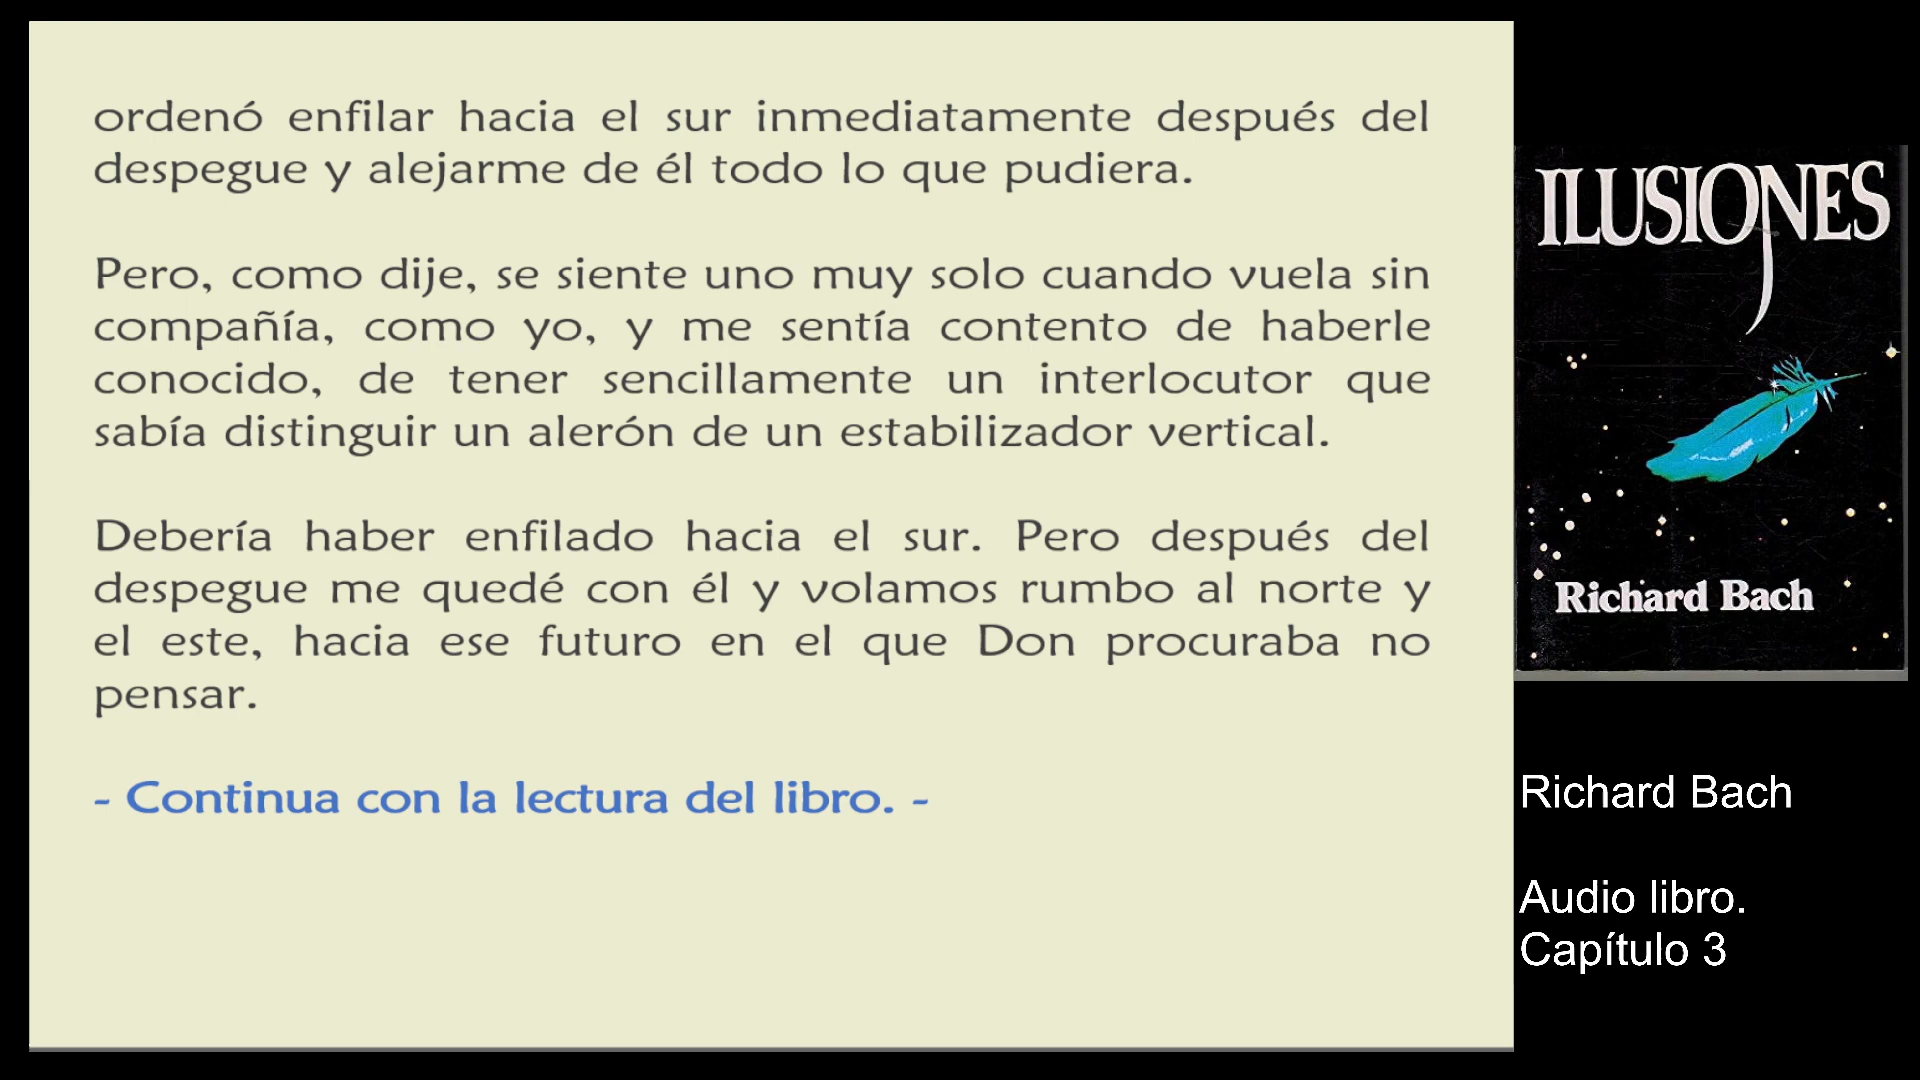 ordenó enfilar hacia el sur inmediatamente después del
despegue y alejarme de él todo lo que pudiera.
Pero, como dije, se siente uno muy solo cuando vuela sin
compañía, como yo, y me sentía contento de haberle
conocido, de tener sencillamente un interlocutor que
sabía distinguir un alerón de un estabilizador vertical.
Debería haber enfilado hacia el sur. Pero después del
despegue me quedé con él y volamos rumbo al norte y
el este, hacia ese futuro en el que Don procuraba no
pensar.
- Continua con la lectura del libro. -
ILUSIONES
Richard Bach
Richard Bach
Audio libro.
Capítulo 3